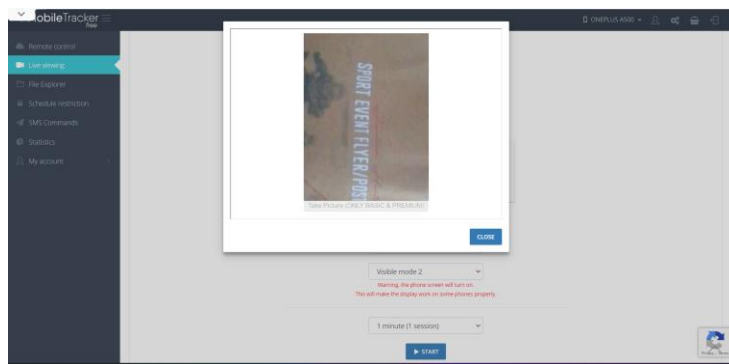 obileTracker
free
ONEPLUS A500
Remote control
Live viewing
File Explorer
Schedule restriction
SMS Commands
Statistics
My account
SPORT EVENT FLYER/POS
Take Picture (ONLY BASIC & PREMIUM)
CLOSE
Visible mode 2
Warning, the phone screen will turn on.
This will make the display work on some phones properly.
1 minute (1 session)
START